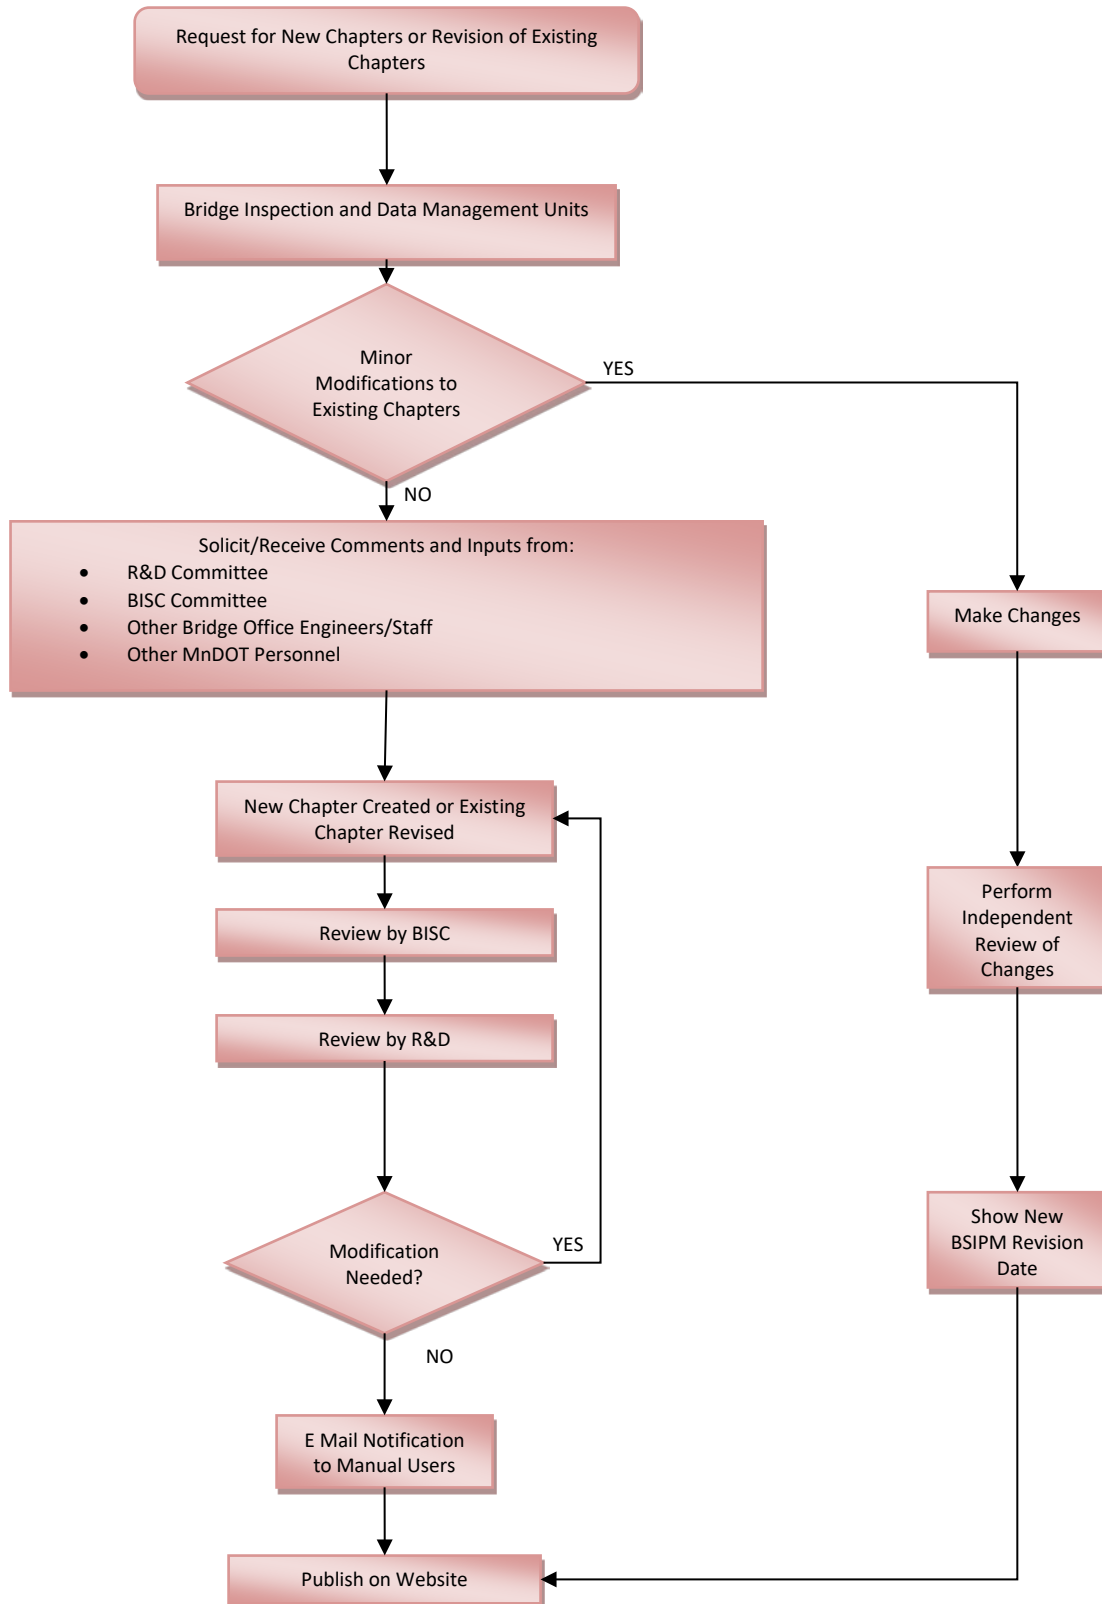 Request for New Chapters or Revision of Existing
Chapters
Bridge Inspection and Data Management Units
Minor
Modifications to
Existing Chapters
YES
NO
Solicit/Receive Comments and Inputs from:
• R&D Committee
• BISC Committee
• Other Bridge Office Engineers/Staff
• Other MnDOT Personnel
Make Changes
New Chapter Created or Existing
Chapter Revised
Perform
Independent
Review of
Changes
Review by BISC
Review by R&D
Modification
Needed?
YES
NO
Show New
BSIPM Revision
Date
E Mail Notification
to Manual Users
Publish on Website